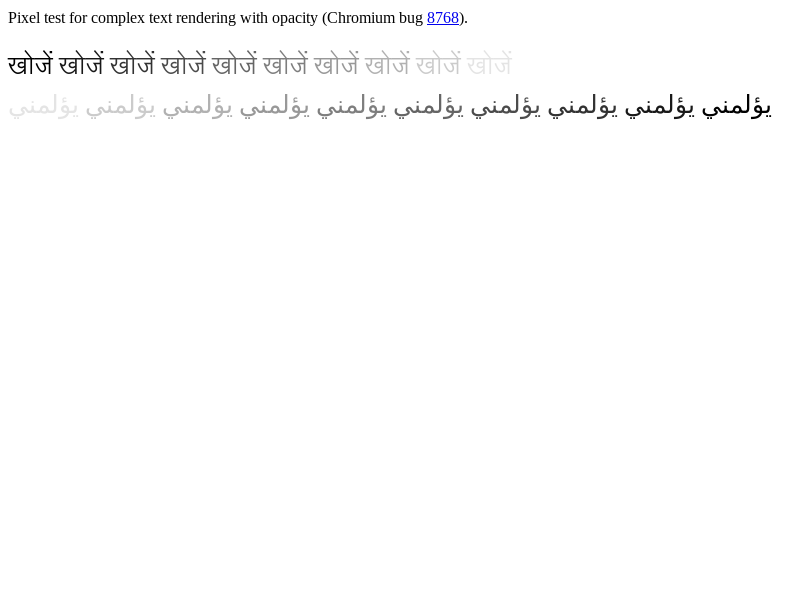 Pixel test for complex text rendering with opacity (Chromium bug 8768).
खोजें खोजें खोजें खोजें खोजें खोजें खोजें खोजें खोजें खोजें
يؤلمني يؤلمني يؤلمني يؤلمني يؤلمني يؤلمني يؤلمني يؤلمني يؤلمني يؤلمني